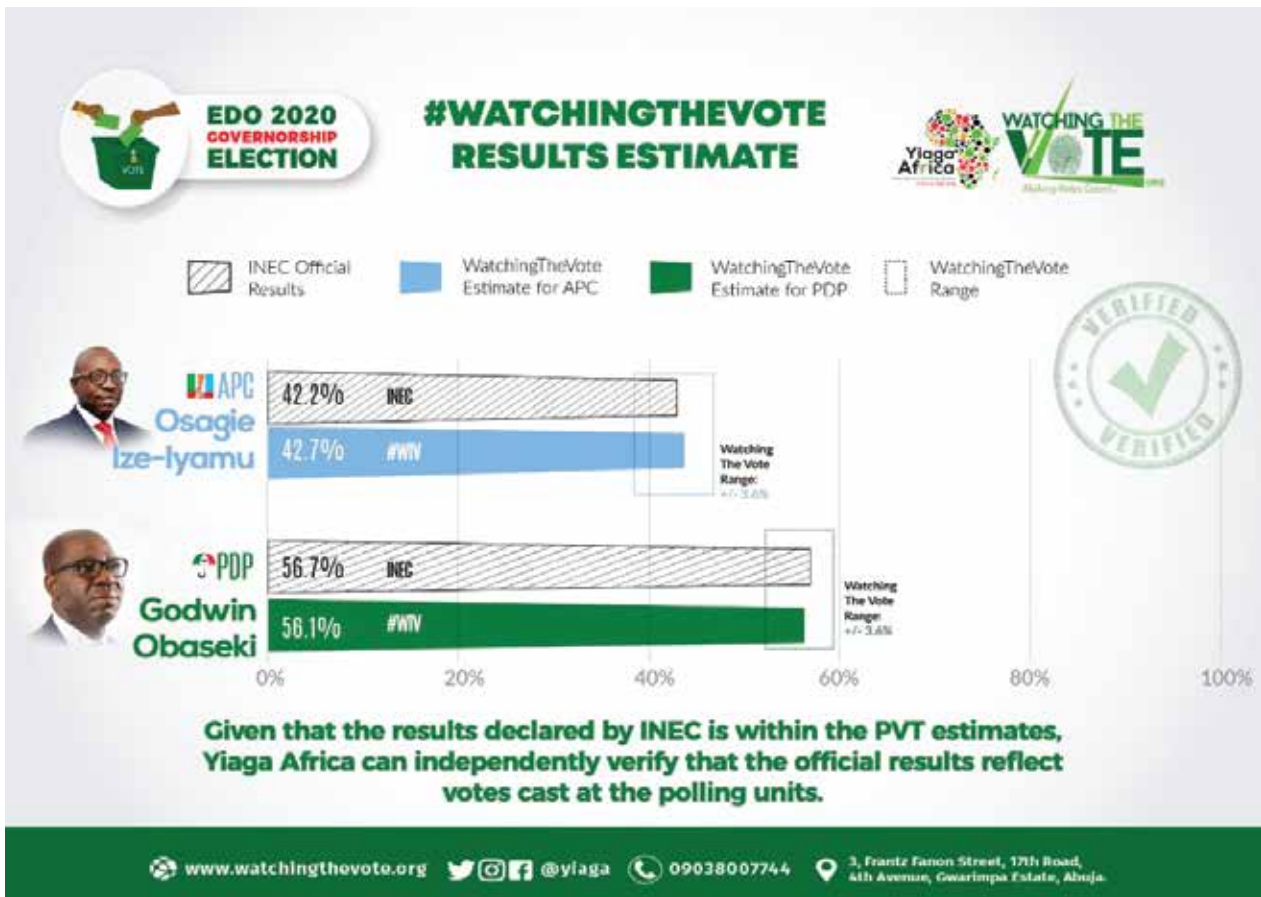 EDO 2020
GOVERNORSHIP
ELECTION
VOTE
#WATCHINGTHEVOTE
RESULTS ESTIMATE
Yiaga
Africa
WATCHING THE
VOTE
.ORG
INEC Official
Results
WatchingTheVote
Estimate for APC
WatchingTheVote
Estimate for PDP
WatchingTheVote
Range
VERIFIED
VERIFIED
APC
Osagie
Ize-Iyamu
42.2% INEC
42.7% #WTV
Watching
The Vote
Range:
+/- 3.6%
PDP
Godwin
Obaseki
56.7% INEC
56.1% #WTV
Watching
The Vote
Range:
+/- 3.6%
0% 20% 40% 60% 80% 100%
Given that the results declared by INEC is within the PVT estimates,
Yiaga Africa can independently verify that the official results reflect
votes cast at the polling units.
www.watchingthevote.org @yiaga 09038007744
3, Frantz Fanon Street, 17th Road,
4th Avenue, Gwarimpa Estate, Abuja.